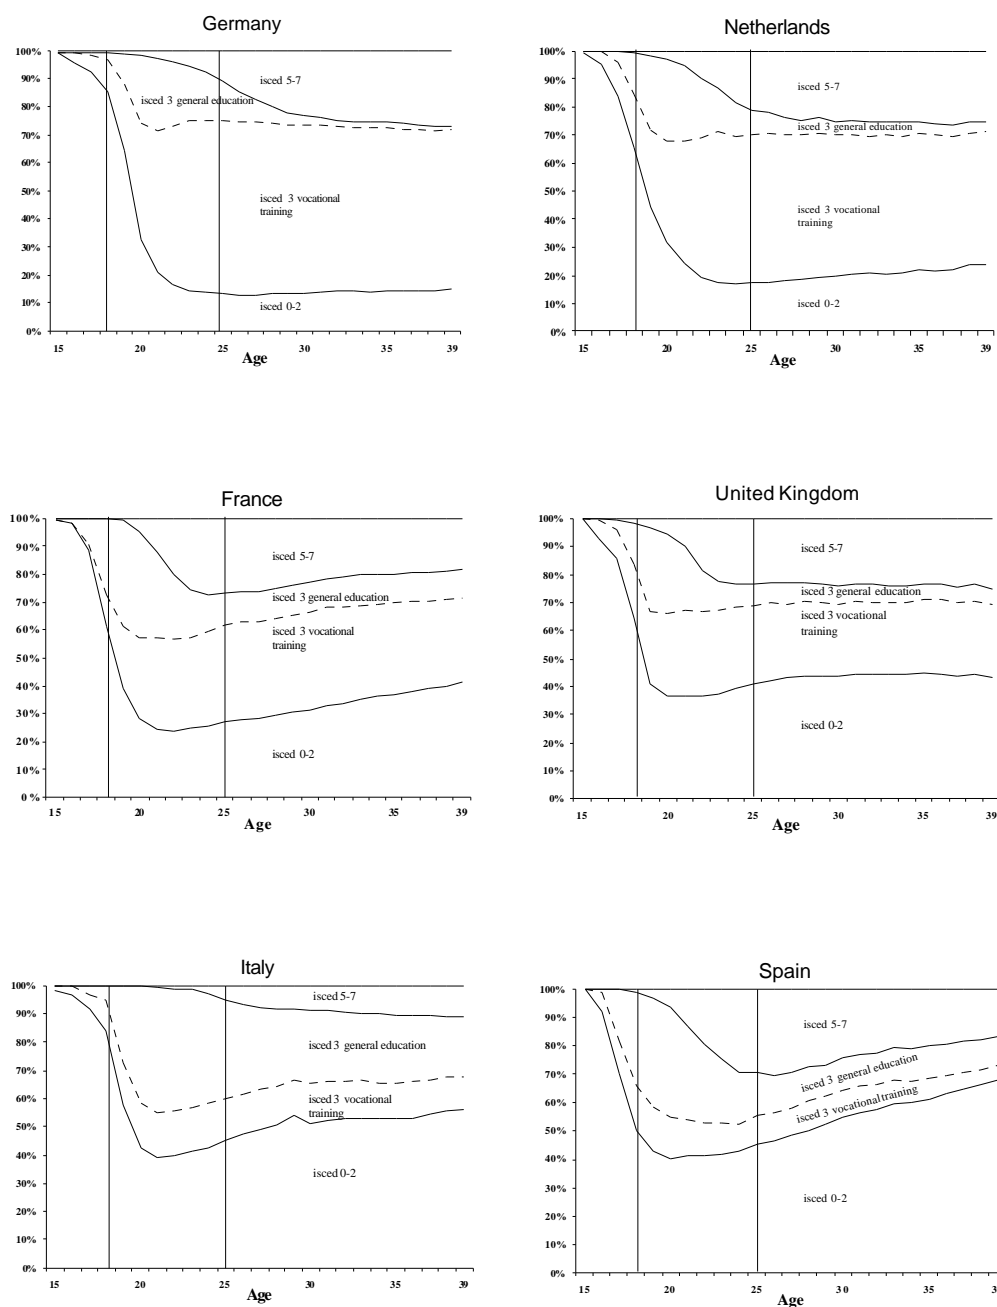 Germany
100%
90%
80%
70%
60%
50%
40%
30%
20%
10%
0%
isced 5-7
isced 3 general education
isced 3 vocational
training
isced 0-2
15 20 25 30 35 39
Age
Netherlands
100%
90%
80%
70%
60%
50%
40%
30%
20%
10%
0%
isced 5-7
isced 3 general education
isced 3 vocational
training
isced 0-2
15 20 25 30 35 39
Age
France
100%
90%
80%
70%
60%
50%
40%
30%
20%
10%
0%
isced 5-7
isced 3 general education
isced 3 vocational
training
isced 0-2
15 20 25 30 35 39
Age
United Kingdom
100%
90%
80%
70%
60%
50%
40%
30%
20%
10%
0%
isced 5-7
isced 3 general education
isced 3 vocational
training
isced 0-2
15 20 25 30 35 39
Age
Italy
100%
90%
80%
70%
60%
50%
40%
30%
20%
10%
0%
isced 5-7
isced 3 general education
isced 3 vocational
training
isced 0-2
15 20 25 30 35 39
Age
Spain
100%
90%
80%
70%
60%
50%
40%
30%
20%
10%
0%
isced 5-7
isced 3 general education
isced 3 vocational training
isced 0-2
15 20 25 30 35
Age